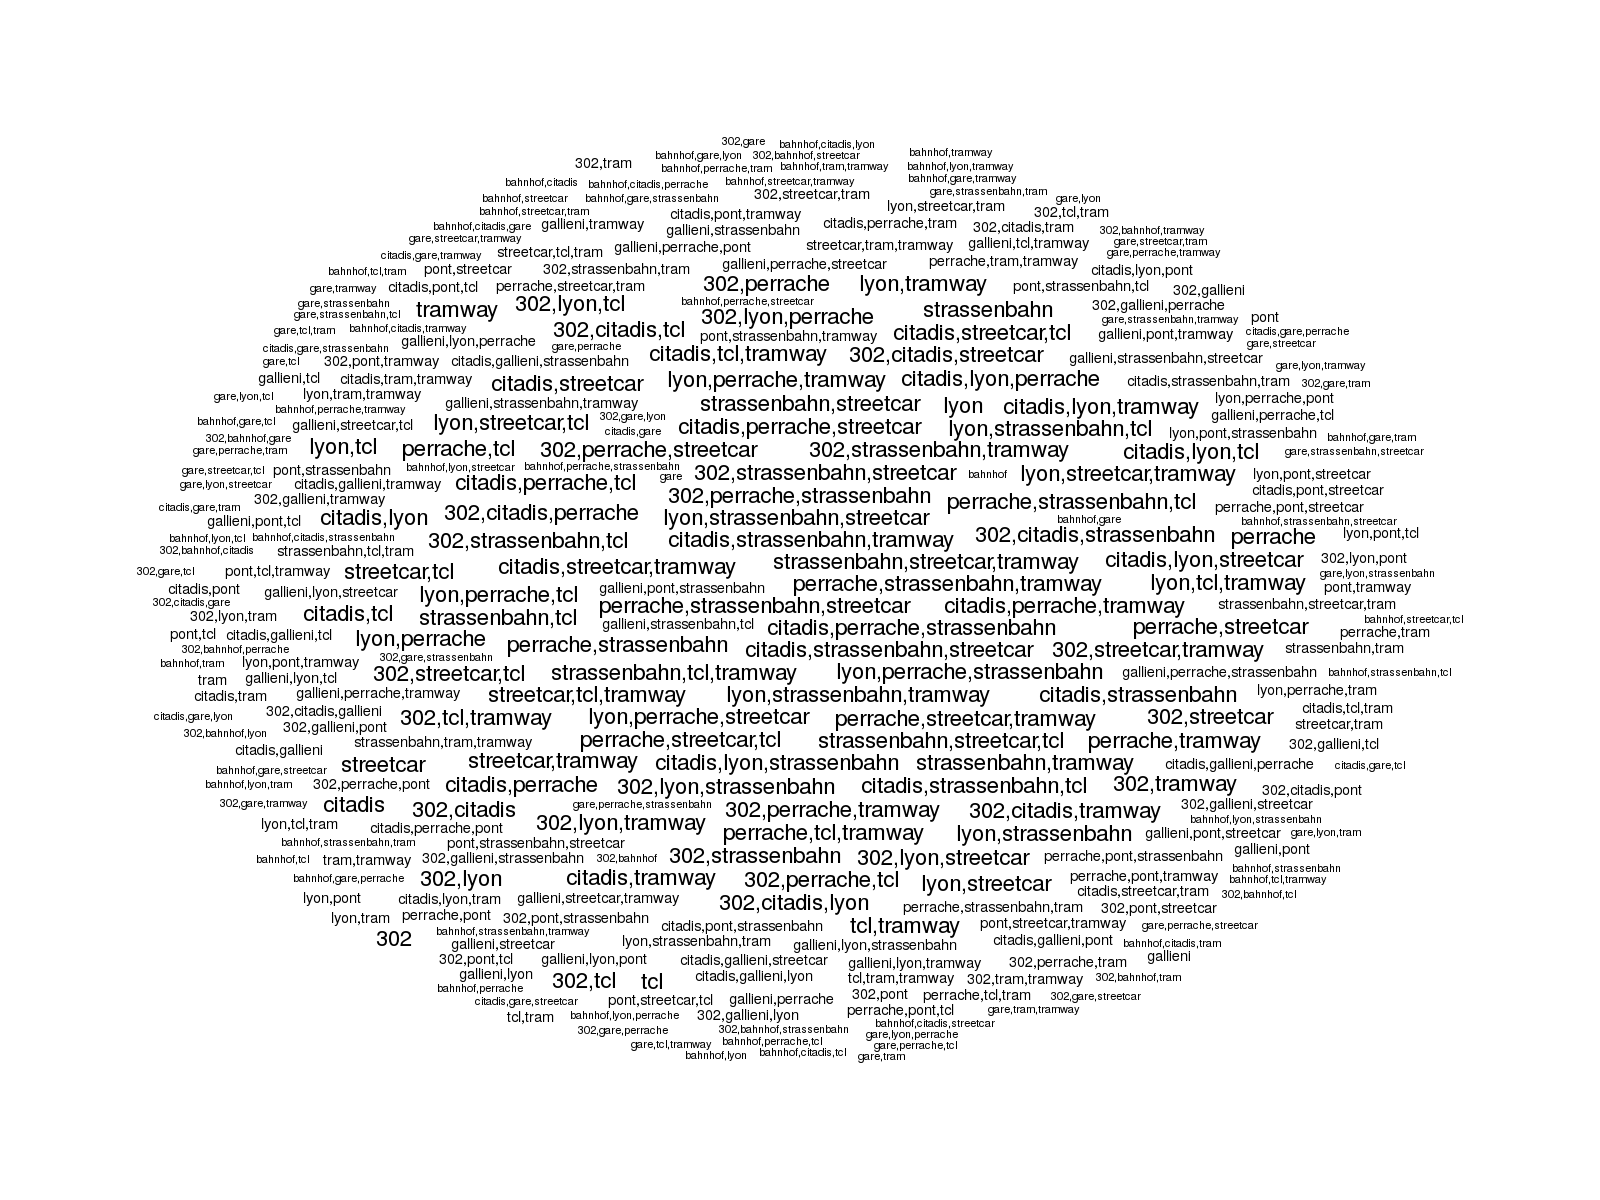 302,gare bahnhof,citadis,lyon
bahnhof,gare,lyon 302,bahnhof,streetcar bahnhof,tramway
302,tram bahnhof,perrache,tram bahnhof,tram,tramway bahnhof,lyon,tramway
bahnhof,citadis bahnhof,citadis,perrache bahnhof,streetcar,tramway bahnhof,gare,tramway
bahnhof,streetcar bahnhof,gare,strassenbahn 302,streetcar,tram gare,strassenbahn,tram gare,lyon
bahnhof,streetcar,tram citadis,pont,tramway lyon,streetcar,tram 302,tcl,tram
bahnhof,citadis,gare gallieni,tramway gallieni,strassenbahn citadis,perrache,tram 302,citadis,tram 302,bahnhof,tramway
gare,streetcar,tramway gallieni,perrache,pont streetcar,tram,tramway gallieni,tcl,tramway gare,streetcar,tram
citadis,gare,tramway streetcar,tcl,tram gallieni,perrache,streetcar perrache,tram,tramway gare,perrache,tramway
bahnhof,tcl,tram pont,streetcar 302,strassenbahn,tram citadis,lyon,pont
gare,tramway citadis,pont,tcl perrache,streetcar,tram 302,perrache lyon,tramway pont,strassenbahn,tcl 302,gallieni
gare,strassenbahn tramway 302,lyon,tcl bahnhof,perrache,streetcar strassenbahn 302,gallieni,perrache
gare,strassenbahn,tcl 302,lyon,perrache gare,strassenbahn,tramway pont
gare,tcl,tram bahnhof,citadis,tramway 302,citadis,tcl pont,strassenbahn,tramway citadis,streetcar,tcl gallieni,pont,tramway citadis,gare,perrache
citadis,gare,strassenbahn gallieni,lyon,perrache gare,perrache citadis,tcl,tramway 302,citadis,streetcar gare,streetcar
gare,tcl 302,pont,tramway citadis,gallieni,strassenbahn gallieni,strassenbahn,streetcar gare,lyon,tramway
gallieni,tcl citadis,tram,tramway citadis,streetcar lyon,perrache,tramway citadis,lyon,perrache citadis,strassenbahn,tram 302,gare,tram
gare,lyon,tcl lyon,tram,tramway gallieni,strassenbahn,tramway strassenbahn,streetcar lyon citadis,lyon,tramway lyon,perrache,pont
bahnhof,perrache,tramway 302,gare,lyon gallieni,perrache,tcl
bahnhof,gare,tcl gallieni,streetcar,tcl lyon,streetcar,tcl citadis,gare citadis,perrache,streetcar lyon,strassenbahn,tcl lyon,pont,strassenbahn bahnhof,gare,tram
302,bahnhof,gare lyon,tcl perrache,tcl 302,perrache,streetcar 302,strassenbahn,tramway citadis,lyon,tcl gare,strassenbahn,streetcar
gare,perrache,tram
gare,streetcar,tcl pont,strassenbahn bahnhof,lyon,streetcar bahnhof,perrache,strassenbahn 302,strassenbahn,streetcar bahnhof lyon,streetcar,tramway lyon,pont,streetcar
gare,lyon,streetcar citadis,gallieni,tramway citadis,perrache,tcl gare citadis,pont,streetcar
302,gallieni,tramway 302,perrache,strassenbahn perrache,strassenbahn,tcl perrache,pont,streetcar
citadis,gare,tram gallieni,pont,tcl citadis,lyon 302,citadis,perrache lyon,strassenbahn,streetcar bahnhof,gare bahnhof,strassenbahn,streetcar
bahnhof,lyon,tcl bahnhof,citadis,strassenbahn 302,strassenbahn,tcl citadis,strassenbahn,tramway 302,citadis,strassenbahn perrache lyon,pont,tcl
302,bahnhof,citadis strassenbahn,tcl,tram strassenbahn,streetcar,tramway citadis,lyon,streetcar 302,lyon,pont
302,gare,tcl pont,tcl,tramway streetcar,tcl citadis,streetcar,tramway gare,lyon,strassenbahn
citadis,pont gallieni,lyon,streetcar lyon,perrache,tcl gallieni,pont,strassenbahn perrache,strassenbahn,tramway lyon,tcl,tramway pont,tramway
302,citadis,gare citadis,tcl perrache,strassenbahn,streetcar citadis,perrache,tramway strassenbahn,streetcar,tram
302,lyon,tram strassenbahn,tcl gallieni,strassenbahn,tcl citadis,perrache,strassenbahn perrache,streetcar bahnhof,streetcar,tcl
pont,tcl citadis,gallieni,tcl lyon,perrache perrache,strassenbahn perrache,tram
302,bahnhof,perrache 302,gare,strassenbahn citadis,strassenbahn,streetcar 302,streetcar,tramway strassenbahn,tram
bahnhof,tram lyon,pont,tramway 302,streetcar,tcl strassenbahn,tcl,tramway lyon,perrache,strassenbahn gallieni,perrache,strassenbahn bahnhof,strassenbahn,tcl
tram gallieni,lyon,tcl
citadis,tram gallieni,perrache,tramway streetcar,tcl,tramway lyon,strassenbahn,tramway citadis,strassenbahn lyon,perrache,tram
citadis,gare,lyon 302,citadis,gallieni 302,tcl,tramway lyon,perrache,streetcar perrache,streetcar,tramway 302,streetcar citadis,tcl,tram
302,bahnhof,lyon 302,gallieni,pont streetcar,tram
citadis,gallieni strassenbahn,tram,tramway perrache,streetcar,tcl strassenbahn,streetcar,tcl perrache,tramway 302,gallieni,tcl
bahnhof,gare,streetcar streetcar streetcar,tramway citadis,lyon,strassenbahn strassenbahn,tramway citadis,gallieni,perrache citadis,gare,tcl
bahnhof,lyon,tram 302,perrache,pont citadis,perrache 302,lyon,strassenbahn citadis,strassenbahn,tcl 302,tramway 302,citadis,pont
302,gare,tramway citadis 302,citadis gare,perrache,strassenbahn 302,perrache,tramway 302,citadis,tramway 302,gallieni,streetcar
lyon,tcl,tram citadis,perrache,pont 302,lyon,tramway perrache,tcl,tramway lyon,strassenbahn bahnhof,lyon,strassenbahn
bahnhof,strassenbahn,tram pont,strassenbahn,streetcar gallieni,pont,streetcar gare,lyon,tram
bahnhof,tcl tram,tramway 302,gallieni,strassenbahn 302,bahnhof 302,strassenbahn 302,lyon,streetcar perrache,pont,strassenbahn gallieni,pont
bahnhof,gare,perrache 302,lyon citadis,tramway 302,perrache,tcl lyon,streetcar perrache,pont,tramway bahnhof,strassenbahn
bahnhof,tcl,tramway
lyon,pont citadis,lyon,tram gallieni,streetcar,tramway 302,citadis,lyon citadis,streetcar,tram 302,bahnhof,tcl
lyon,tram perrache,pont 302,pont,strassenbahn perrache,strassenbahn,tram 302,pont,streetcar
302 bahnhof,strassenbahn,tramway citadis,pont,strassenbahn tcl,tramway pont,streetcar,tramway gare,perrache,streetcar
gallieni,streetcar lyon,strassenbahn,tram gallieni,lyon,strassenbahn citadis,gallieni,pont bahnhof,citadis,tram
302,pont,tcl gallieni,lyon,pont citadis,gallieni,streetcar gallieni,lyon,tramway 302,perrache,tram gallieni
gallieni,lyon 302,tcl tcl citadis,gallieni,lyon tcl,tram,tramway 302,tram,tramway 302,bahnhof,tram
bahnhof,perrache
citadis,gare,streetcar pont,streetcar,tcl gallieni,perrache 302,pont perrache,tcl,tram 302,gare,streetcar
tcl,tram bahnhof,lyon,perrache 302,gallieni,lyon perrache,pont,tcl gare,tram,tramway
302,gare,perrache 302,bahnhof,strassenbahn bahnhof,citadis,streetcar
gare,tcl,tramway bahnhof,perrache,tcl gare,lyon,perrache
bahnhof,lyon bahnhof,citadis,tcl gare,perrache,tcl
gare,tram